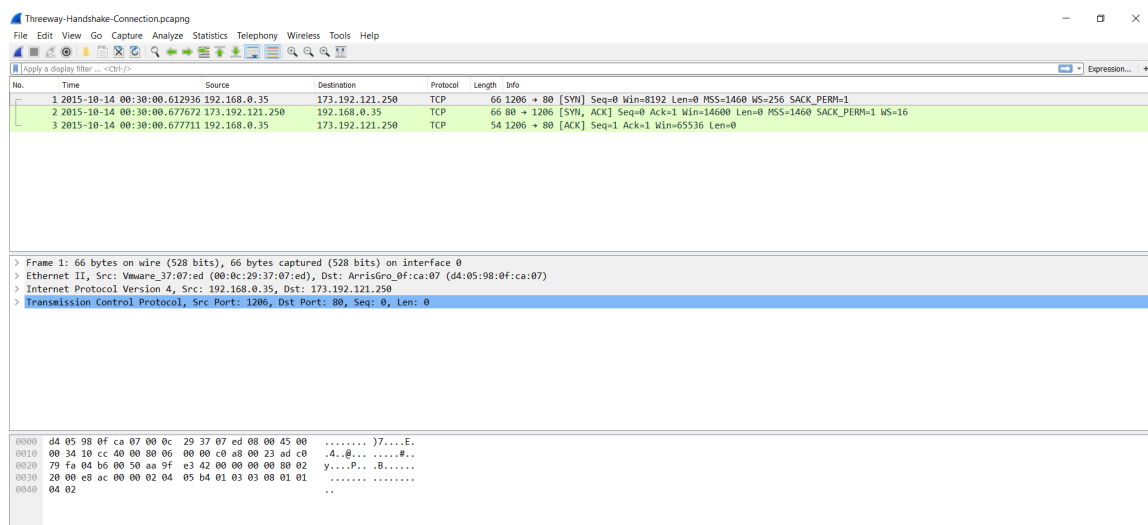 Threeway-Handshake-Connection.pcapng
File Edit View Go Capture Analyze Statistics Telephony Wireless Tools Help
Apply a display filter ... <Ctrl-/> Expression... +
No. Time Source Destination Protocol Length Info
1 2015-10-14 00:30:00.612936 192.168.0.35 173.192.121.250 TCP 66 1206 → 80 [SYN] Seq=0 Win=8192 Len=0 MSS=1460 WS=256 SACK_PERM=1
2 2015-10-14 00:30:00.677672 173.192.121.250 192.168.0.35 TCP 66 80 → 1206 [SYN, ACK] Seq=0 Ack=1 Win=14600 Len=0 MSS=1460 SACK_PERM=1 WS=16
3 2015-10-14 00:30:00.677711 192.168.0.35 173.192.121.250 TCP 54 1206 → 80 [ACK] Seq=1 Ack=1 Win=65536 Len=0
> Frame 1: 66 bytes on wire (528 bits), 66 bytes captured (528 bits) on interface 0
> Ethernet II, Src: Vmware_37:07:ed (00:0c:29:37:07:ed), Dst: ArrisGro_0f:ca:07 (d4:05:98:0f:ca:07)
> Internet Protocol Version 4, Src: 192.168.0.35, Dst: 173.192.121.250
> Transmission Control Protocol, Src Port: 1206, Dst Port: 80, Seq: 0, Len: 0
0000 d4 05 98 0f ca 07 00 0c 29 37 07 ed 08 00 45 00 ........ )7....E.
0010 00 34 10 cc 40 00 80 06 00 00 c0 a8 00 23 ad c0 .4..@... .....#..
0020 79 fa 04 b6 00 50 aa 9f e3 42 00 00 00 00 80 02 y....P.. .B......
0030 20 00 e8 ac 00 00 02 04 05 b4 01 03 03 08 01 01 ....... ........
0040 04 02 ..